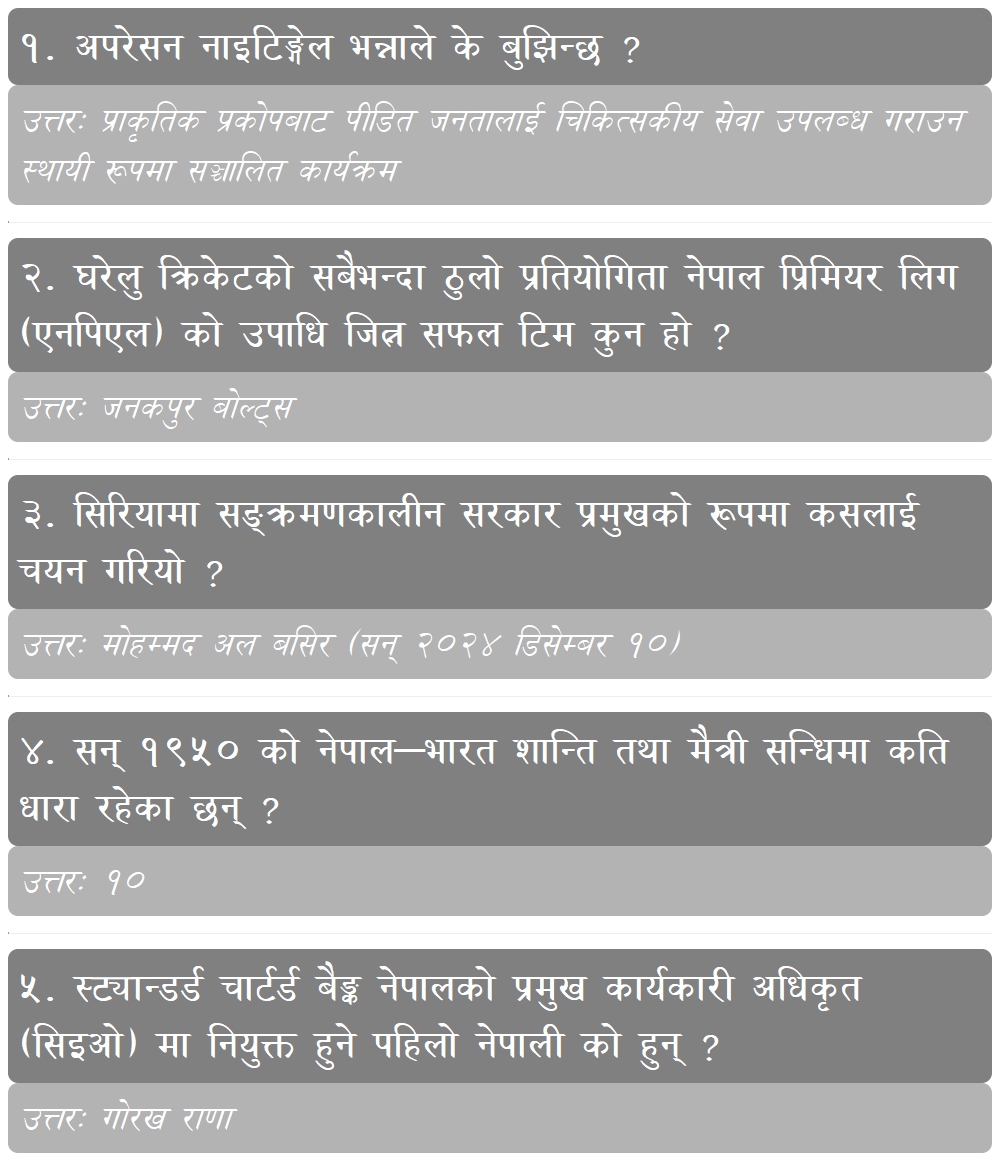 १. अपरेसन नाइटिङ्गेल भन्नाले के बुझिन्छ ?
उत्तरः प्राकृतिक प्रकोपबाट पीडित जनतालाई चिकित्सकीय सेवा उपलब्ध गराउन
स्थायी रूपमा सञ्चालित कार्यक्रम
२. घरेलु क्रिकेटको सबैभन्दा ठुलो प्रतियोगिता नेपाल प्रिमियर लिग
(एनपिएल) को उपाधि जित्न सफल टिम कुन हो ?
उत्तरः जनकपुर बोल्ट्स
३. सिरियामा सङ्क्रमणकालीन सरकार प्रमुखको रूपमा कसलाई
चयन गरियो ?
उत्तरः मोहम्मद अल बसिर (सन् २०२४ डिसेम्बर १०)
४. सन् १९५० को नेपाल—भारत शान्ति तथा मैत्री सन्धिमा कति
धारा रहेका छन् ?
उत्तरः १०
५. स्ट्यान्डर्ड चार्टर्ड बैङ्क नेपालको प्रमुख कार्यकारी अधिकृत
(सिइओ) मा नियुक्त हुने पहिलो नेपाली को हुन् ?
उत्तरः गोरख राणा